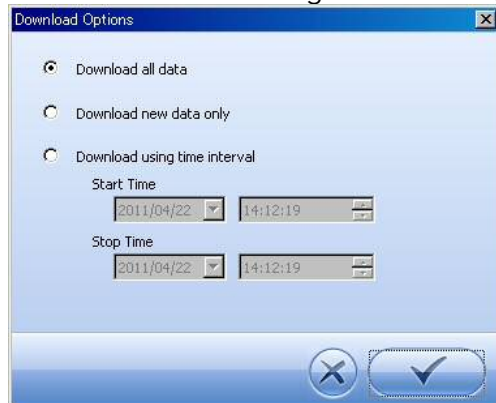 Download Options
Download all data
Download new data only
Download using time interval
Start Time
2011/04/22 14:12:19
Stop Time
2011/04/22 14:12:19